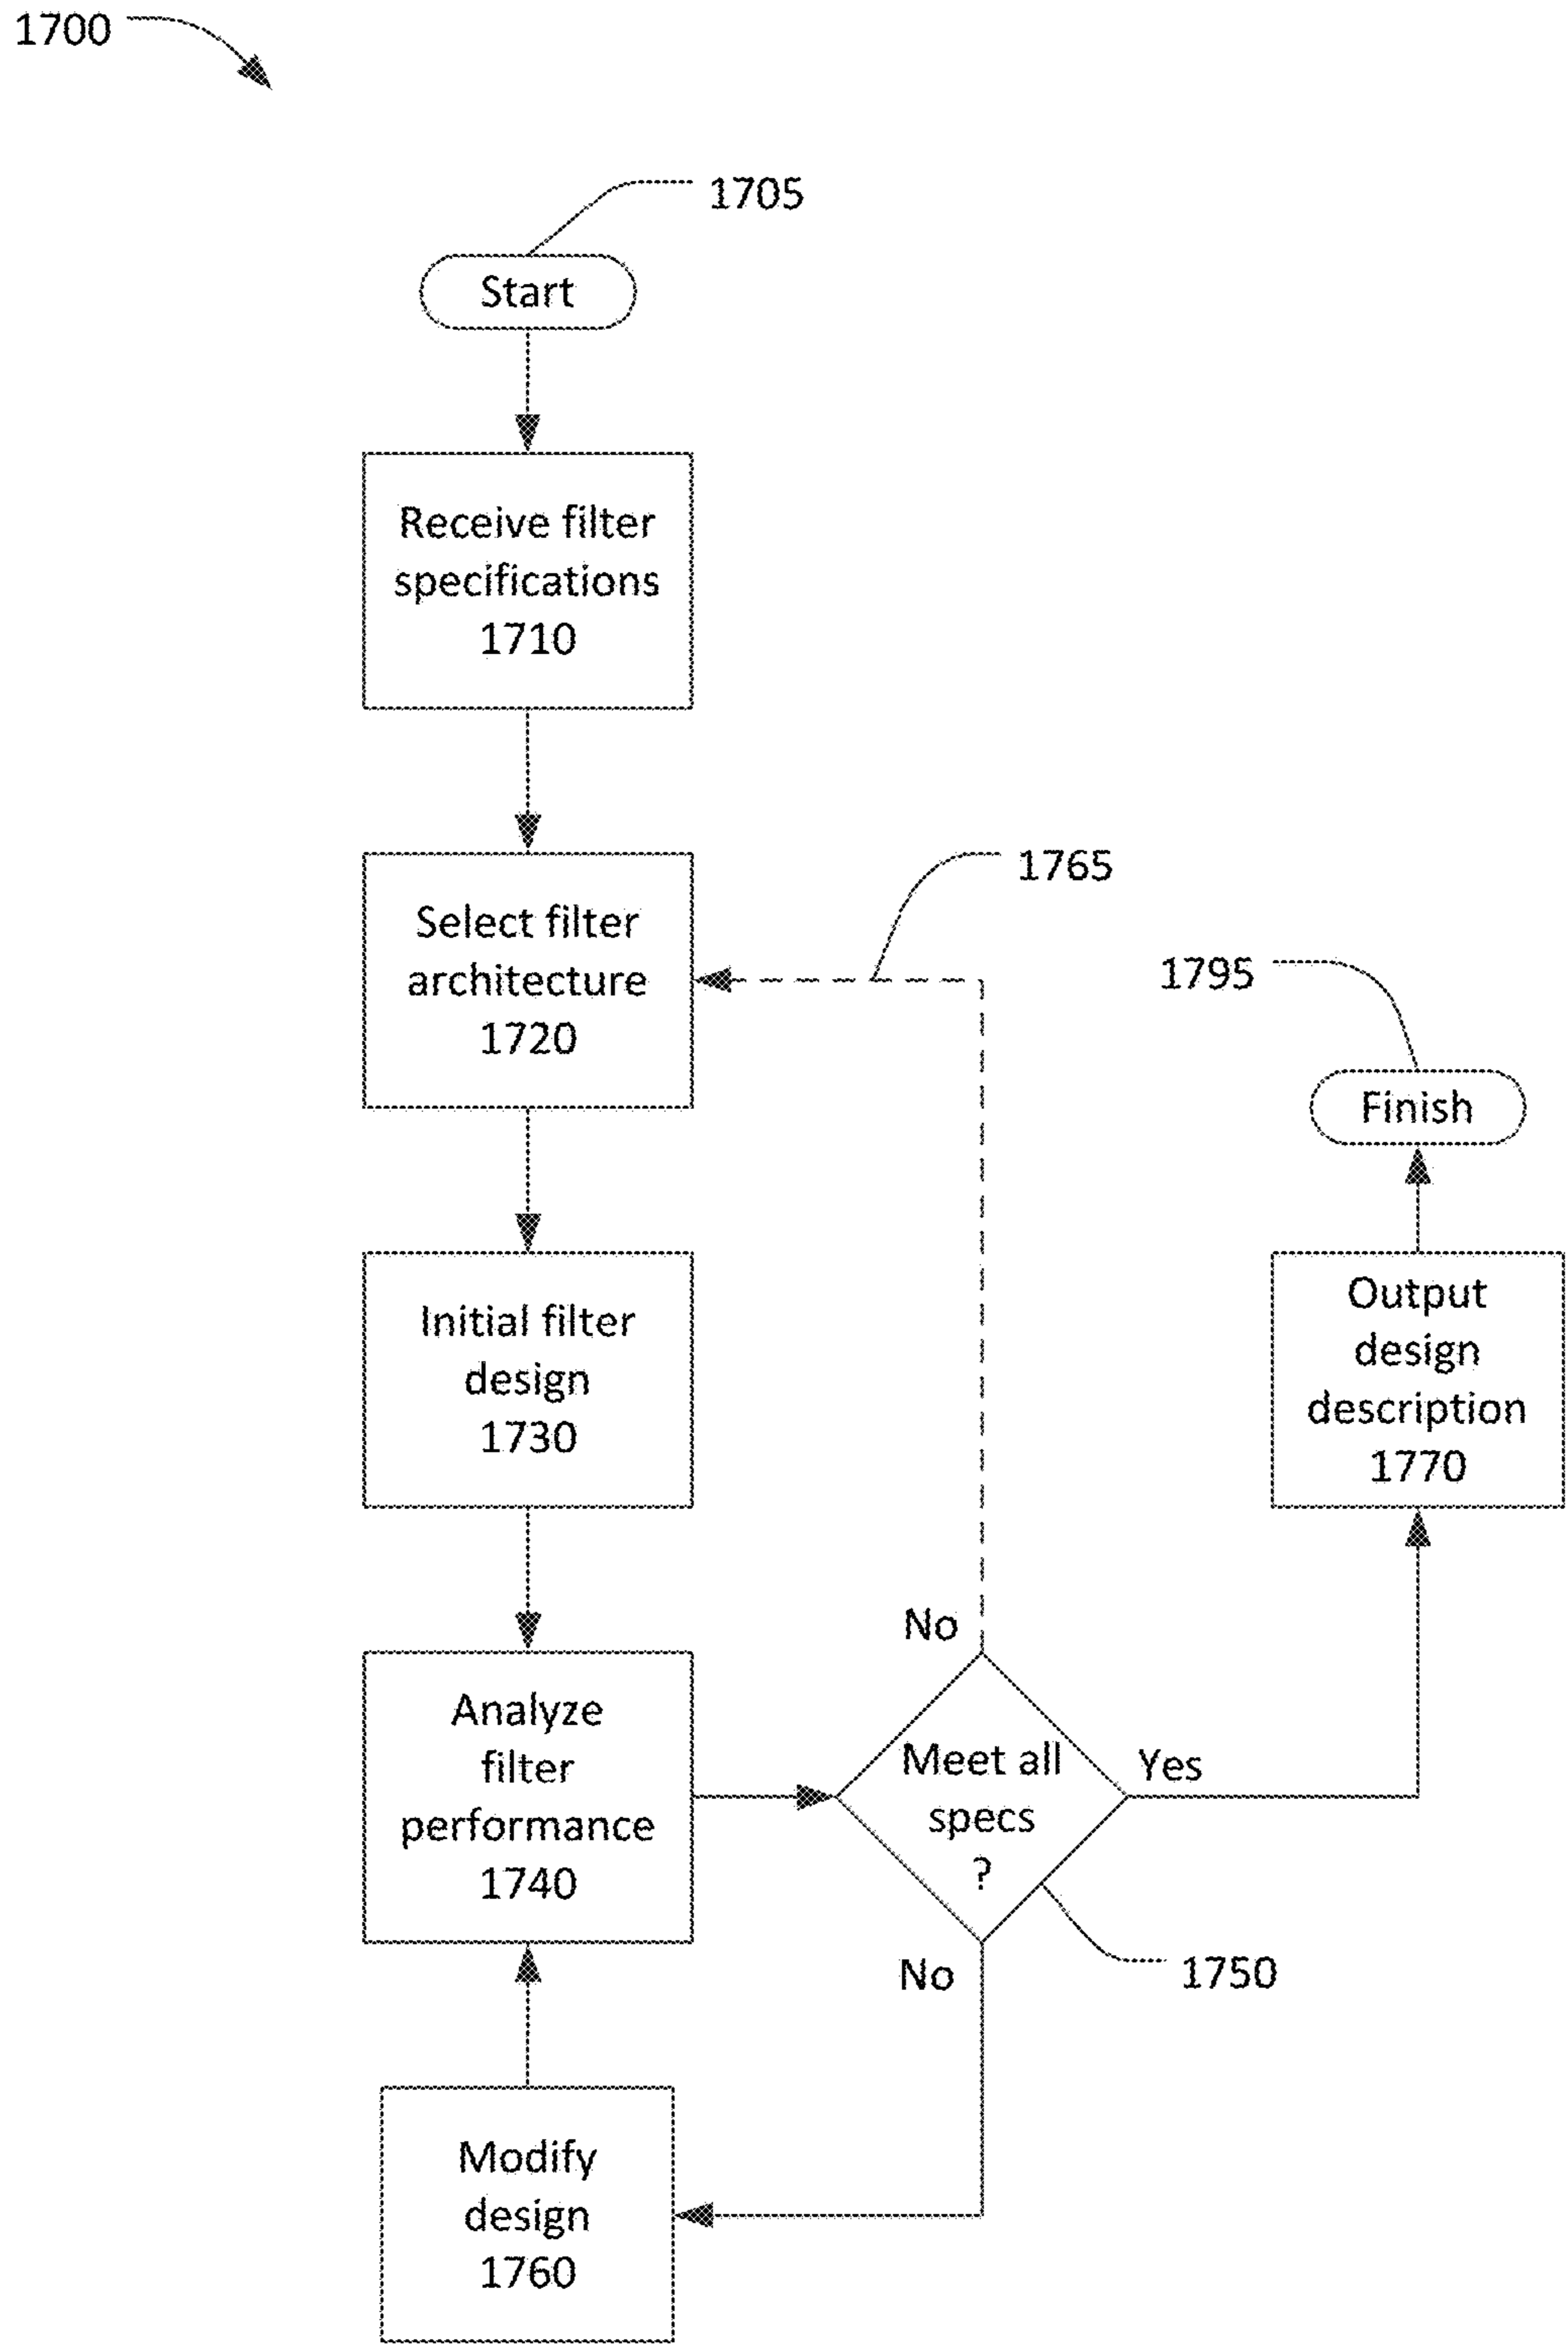 1700
1705
Start
Receive filter
specifications
1710
Select filter
architecture
1720
1765
1795
Finish
Initial filter
design
1730
Output
design
description
1770
No
Analyze
filter
performance
1740
Meet all
specs
?
Yes
No
1750
Modify
design
1760